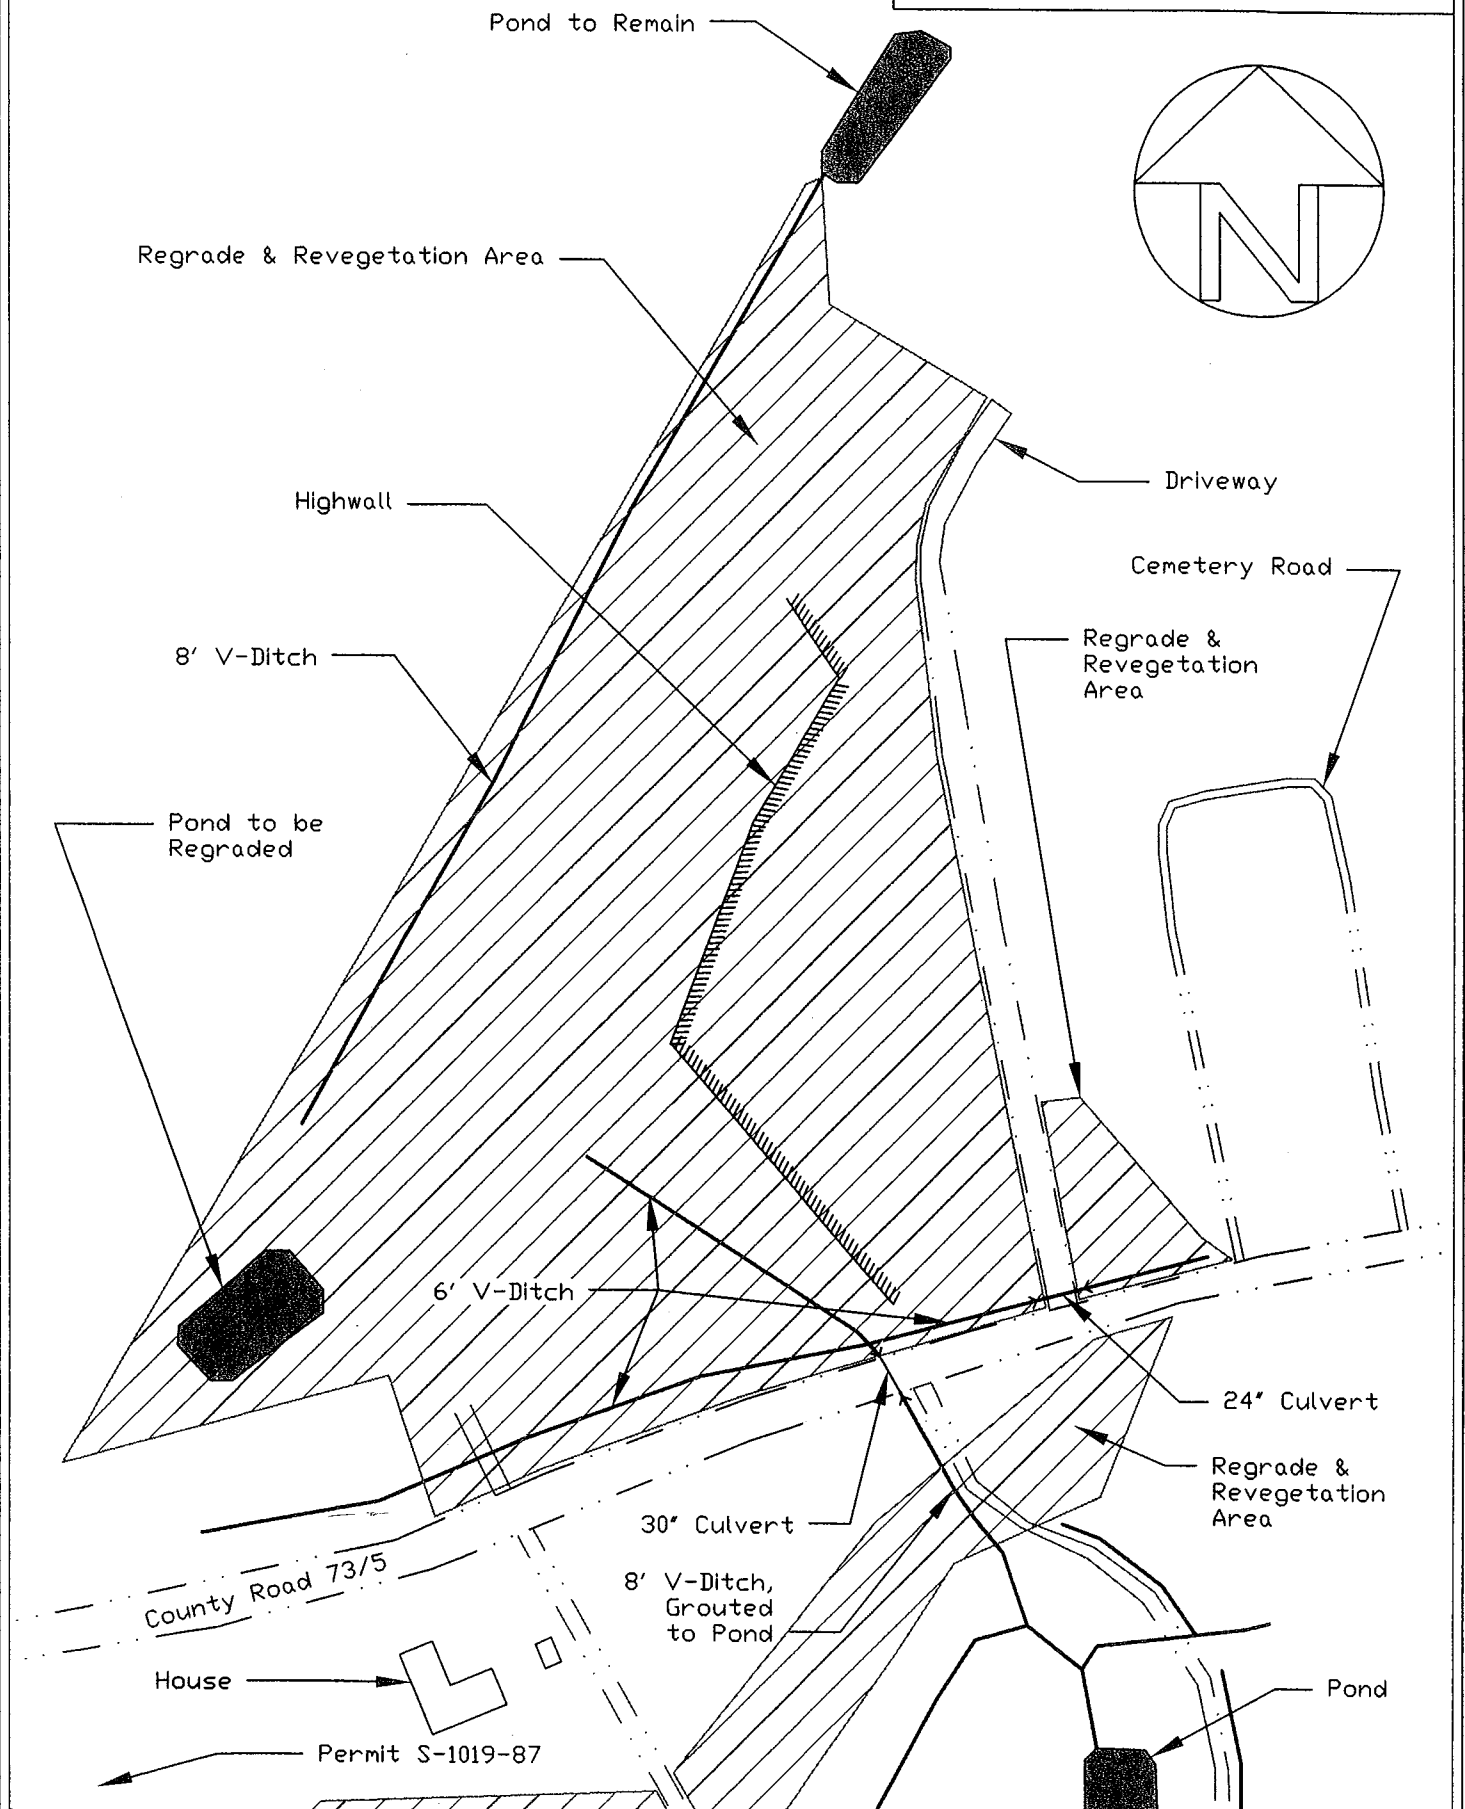 Pond to Remain
N
Regrade & Revegetation Area
Driveway
Highwall
Cemetery Road
Regrade &
Revegetation
Area
8' V-Ditch
Pond to be
Regraded
6' V-Ditch
24" Culvert
Regrade &
Revegetation
Area
30" Culvert
8' V-Ditch,
Grouted
to Pond
County Road 73/5
House
Pond
Permit S-1019-87